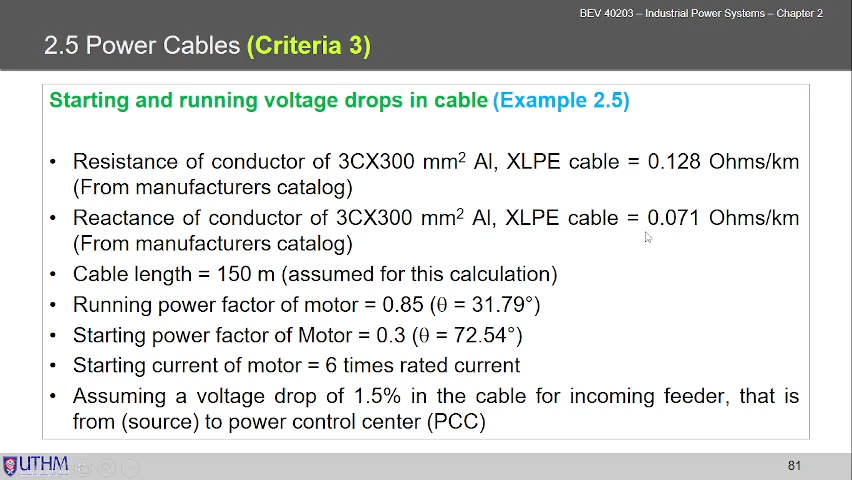 BEV 40203 – Industrial Power Systems – Chapter 2
2.5 Power Cables (Criteria 3)
Starting and running voltage drops in cable (Example 2.5)
• Resistance of conductor of 3CX300 mm² Al, XLPE cable = 0.128 Ohms/km
(From manufacturers catalog)
• Reactance of conductor of 3CX300 mm² Al, XLPE cable = 0.071 Ohms/km
(From manufacturers catalog)
• Cable length = 150 m (assumed for this calculation)
• Running power factor of motor = 0.85 (θ = 31.79°)
• Starting power factor of Motor = 0.3 (θ = 72.54°)
• Starting current of motor = 6 times rated current
• Assuming a voltage drop of 1.5% in the cable for incoming feeder, that is
from (source) to power control center (PCC)
UTHM
81